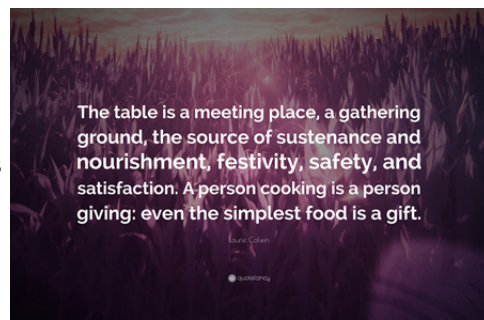 The table is a meeting place, a gathering
ground, the source of sustenance and
nourishment, festivity, safety, and
satisfaction. A person cooking is a person
giving: even the simplest food is a gift.
Laurie Colwin
quotefancy